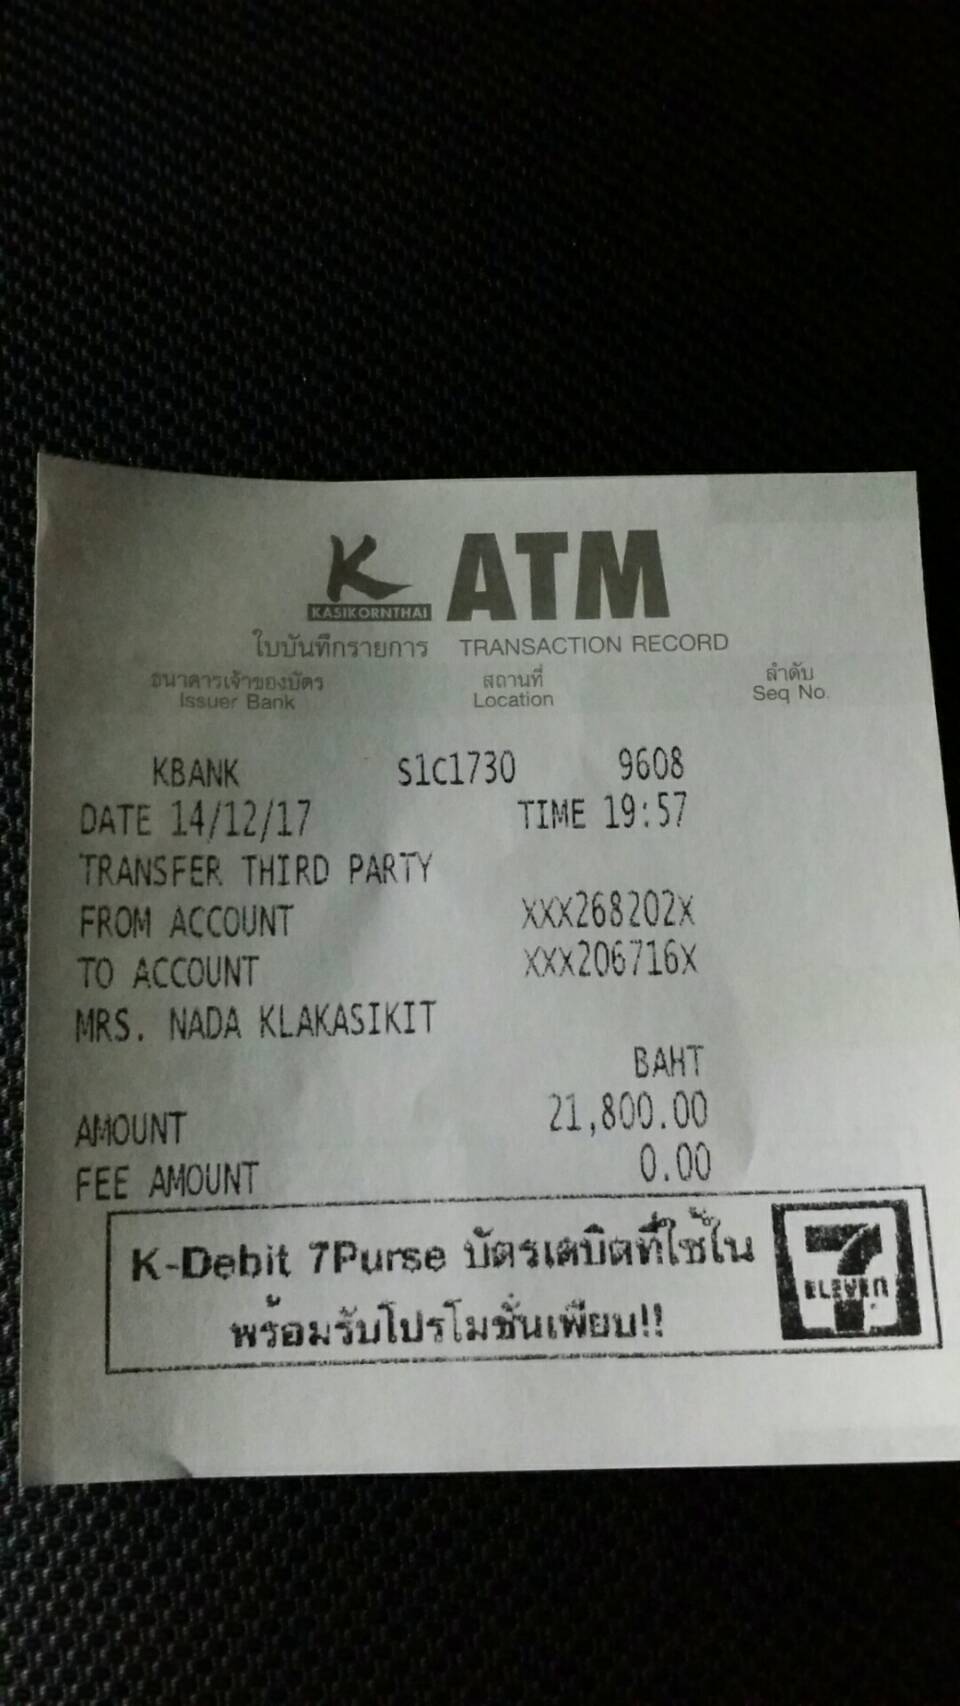 K ATM
KASIKORNTHAI
ใบบันทึกรายการ TRANSACTION RECORD
ธนาคารเจ้าของบัตร สถานที่ ลำดับ
Issuer Bank Location Seq No.
KBANK S1C1730 9608
DATE 14/12/17 TIME 19:57
TRANSFER THIRD PARTY
FROM ACCOUNT XXX268202X
TO ACCOUNT XXX206716X
MRS. NADA KLAKASIKIT
BAHT
AMOUNT 21,800.00
FEE AMOUNT 0.00
K-Debit 7Purse บัตรเดบิตที่ใช้ใน
พร้อมรับโปรโมชั่นเพียบ!!
7
ELEVEn